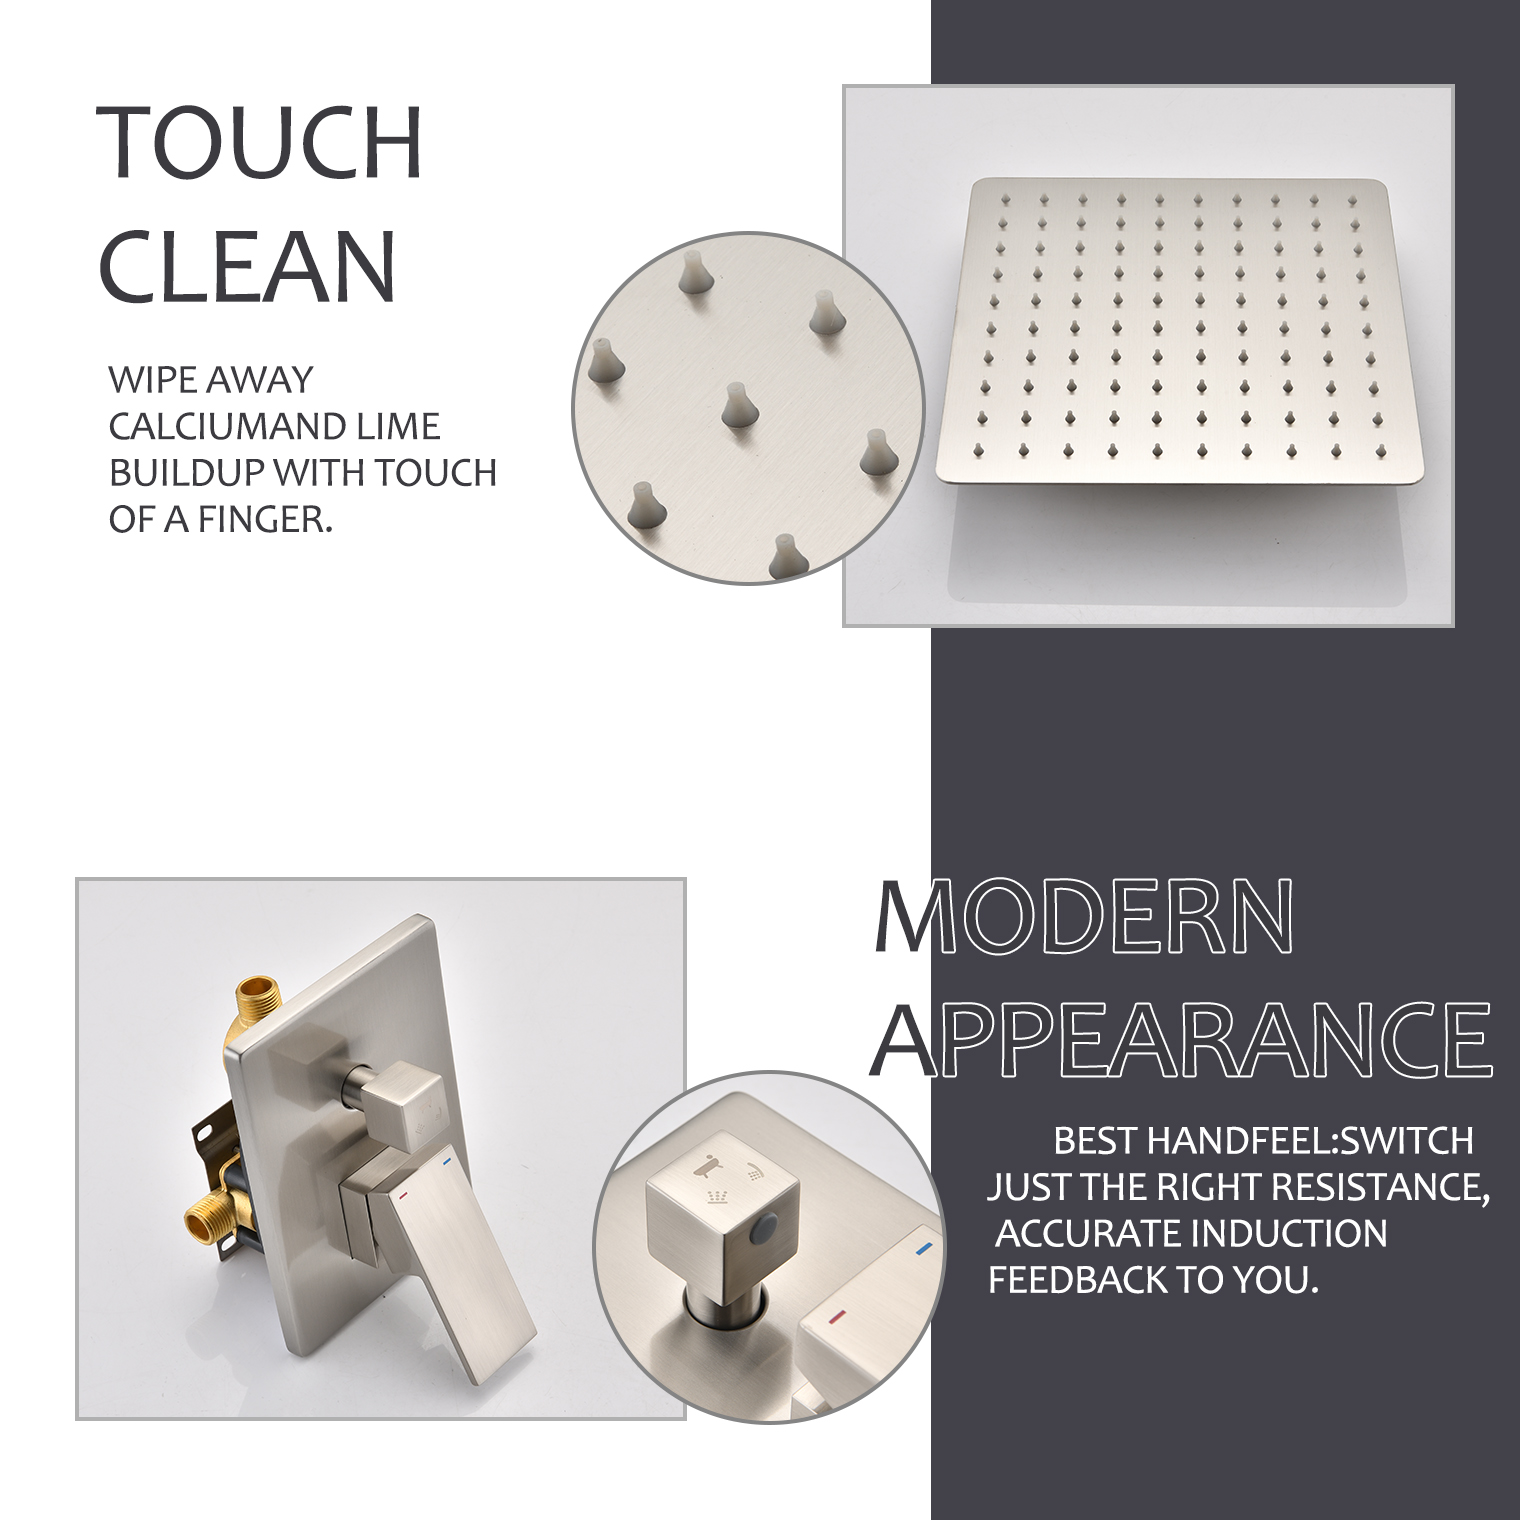 TOUCH
CLEAN
WIPE AWAY
CALCIUMAND LIME
BUILDUP WITH TOUCH
OF A FINGER.
MODERN
APPEARANCE
BEST HANDFEEL:SWITCH
JUST THE RIGHT RESISTANCE,
ACCURATE INDUCTION
FEEDBACK TO YOU.